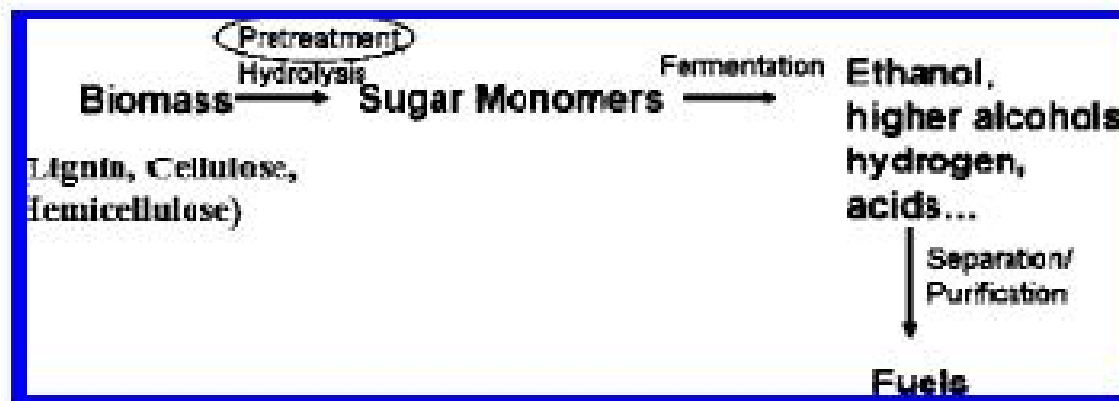 Pretreatment
Hydrolysis
Biomass
Sugar Monomers
Fermentation
Ethanol,
higher alcohols
hydrogen,
acids...
Lignin, Cellulose,
Hemicellulose)
Separation/
Purification
Fuels